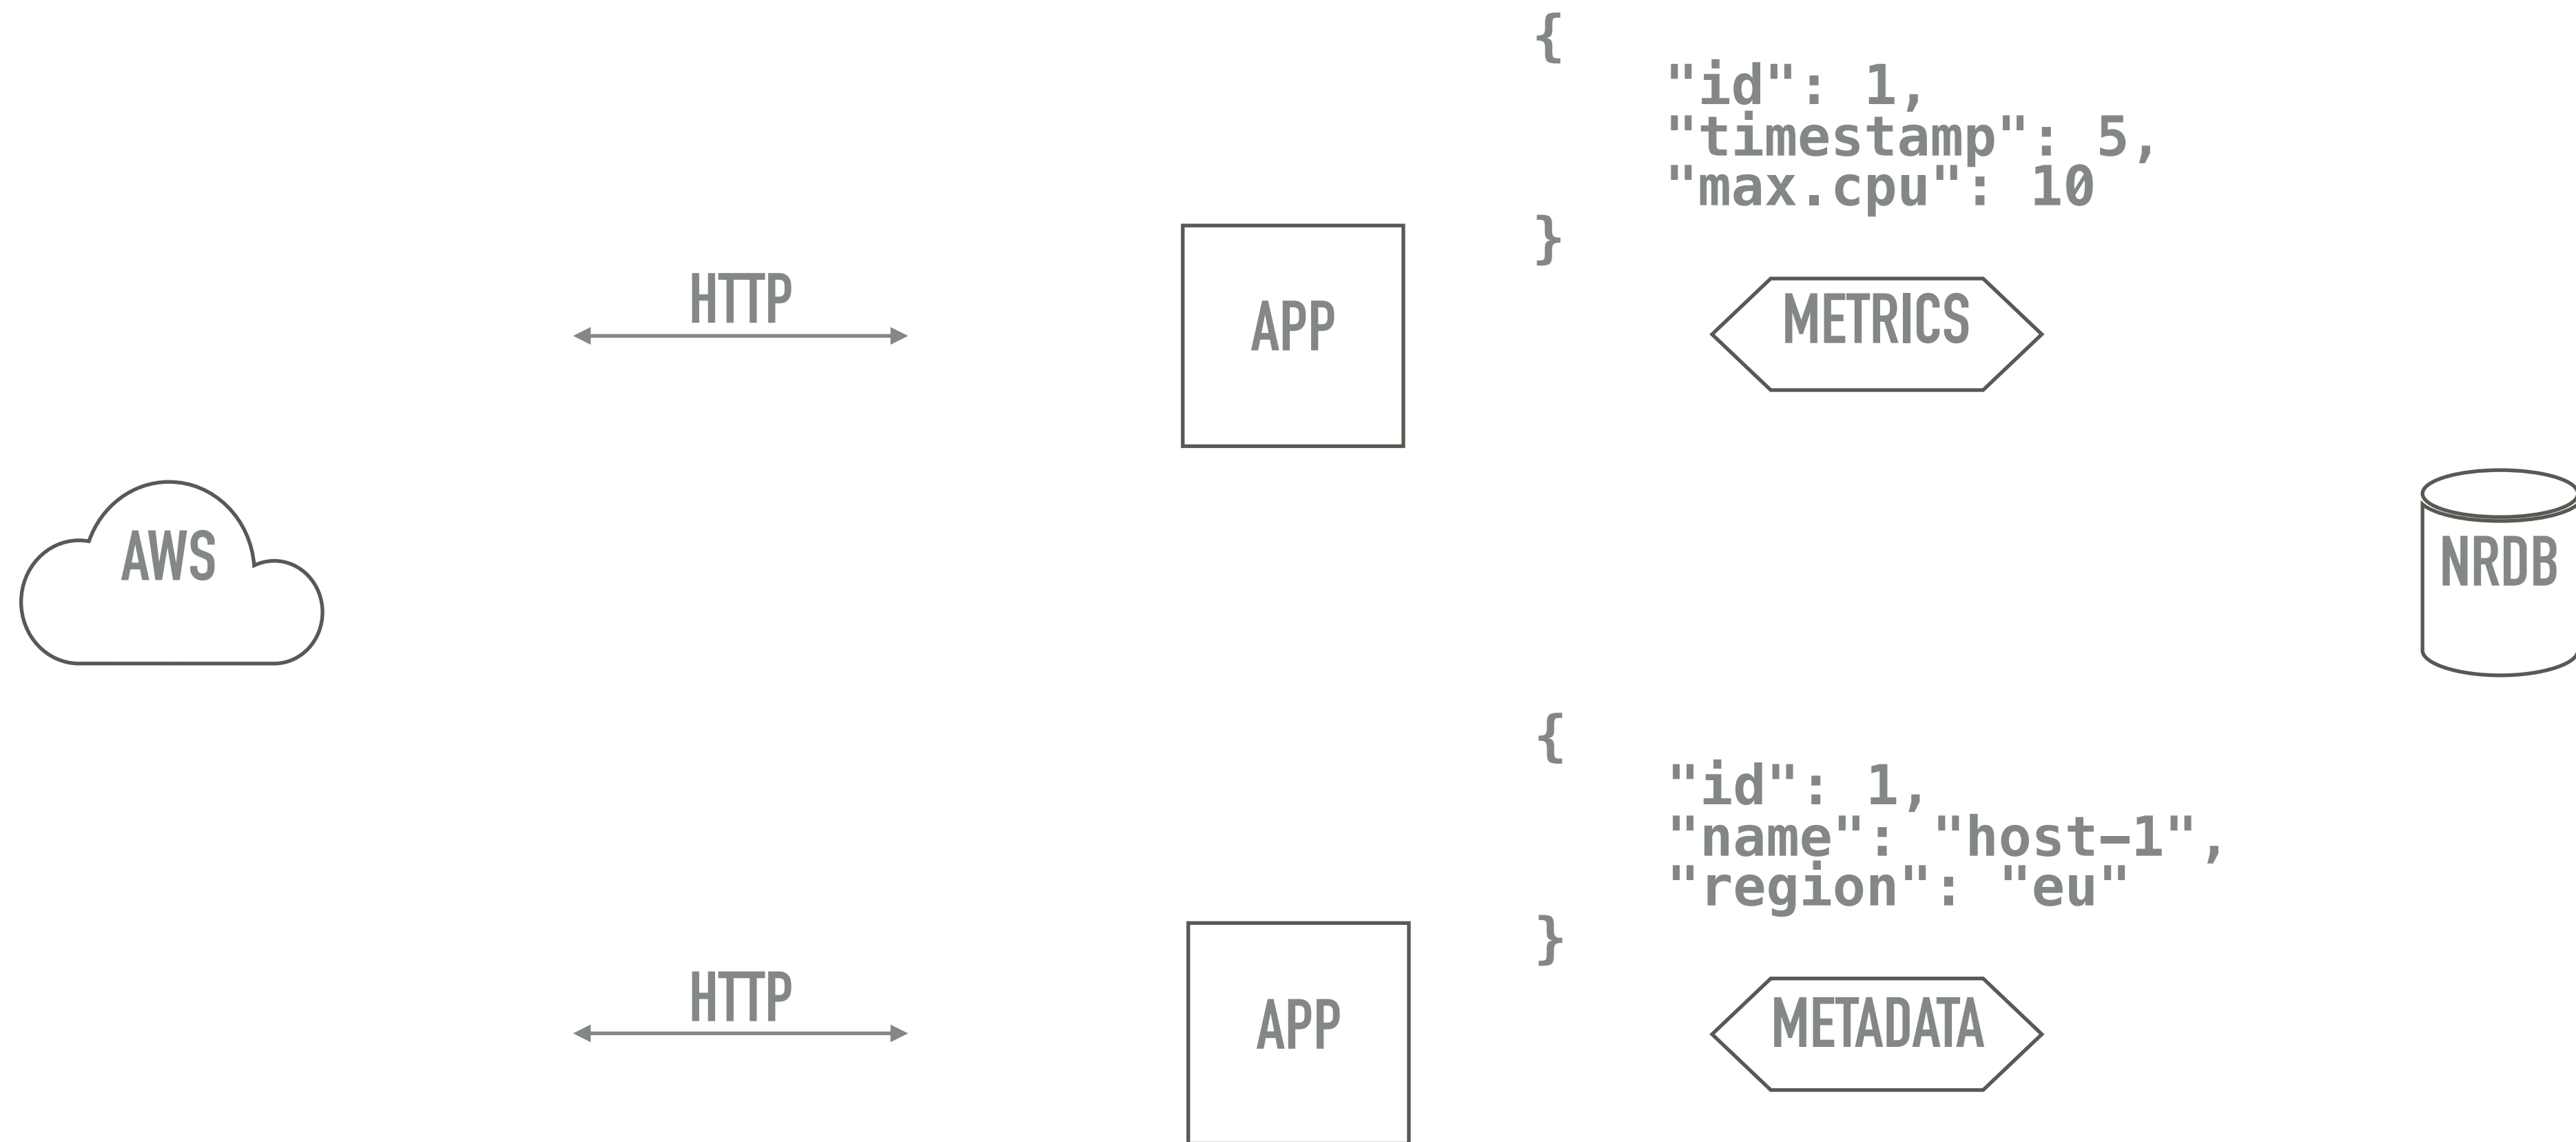 {
"id": 1,
"timestamp": 5,
"max.cpu": 10
}
HTTP
APP
METRICS
AWS
NRDB
{
"id": 1,
"name": "host-1",
"region": "eu"
}
HTTP
APP
METADATA